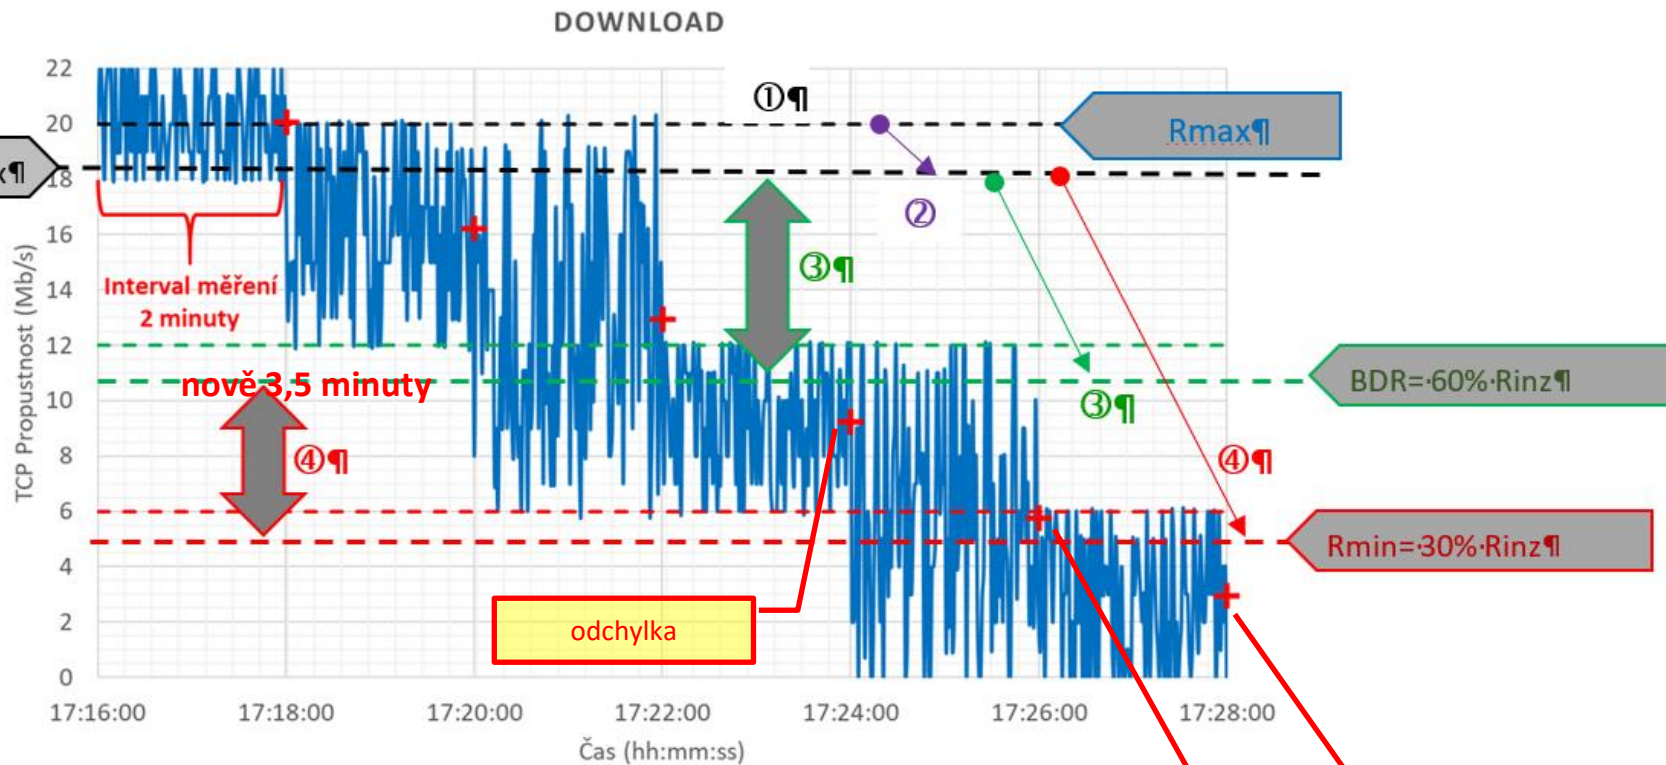 DOWNLOAD
22
①¶
20
Rmax¶
x¶
18
②
16
③¶
Interval měření
2 minuty
14
12
nově 3,5 minuty
BDR=·60%·Rinz¶
10
③¶
④¶
8
④¶
6
Rmin=·30%·Rinz¶
4
odchylka
2
0
TCP Propustnost (Mb/s)
17:16:00 17:18:00 17:20:00 17:22:00 17:24:00 17:26:00 17:28:00
Čas (hh:mm:ss)